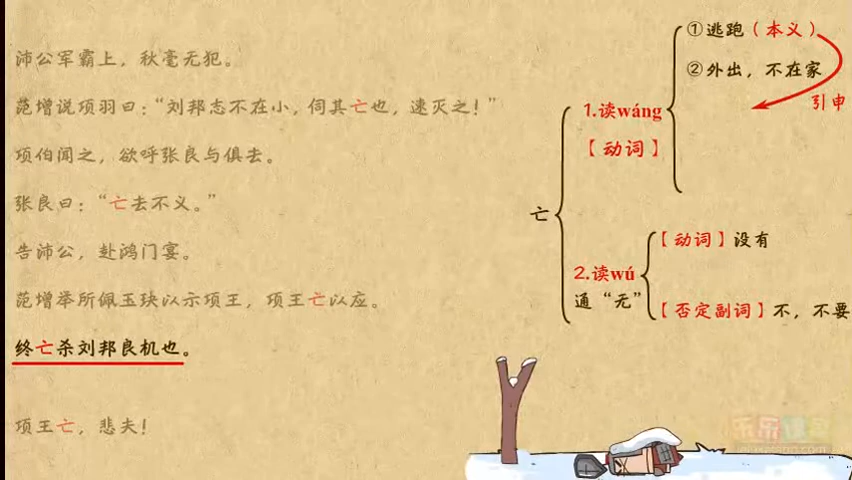 沛公军霸上，秋毫无犯。
范增说项羽曰：“刘邦志不在小，伺其亡也，速灭之！”
项伯闻之，欲呼张良与俱去。
张良曰：“亡去不义。”
告沛公，赴鸿门宴。
范增举所佩玉玦以示项王，项王亡以应。
终亡杀刘邦良机也。
项王亡，悲夫！
亡
1.读wáng
【动词】
①逃跑（本义）
②外出，不在家
引申
2.读wú
通“无”
【动词】没有
【否定副词】不，不要
乐乐课堂